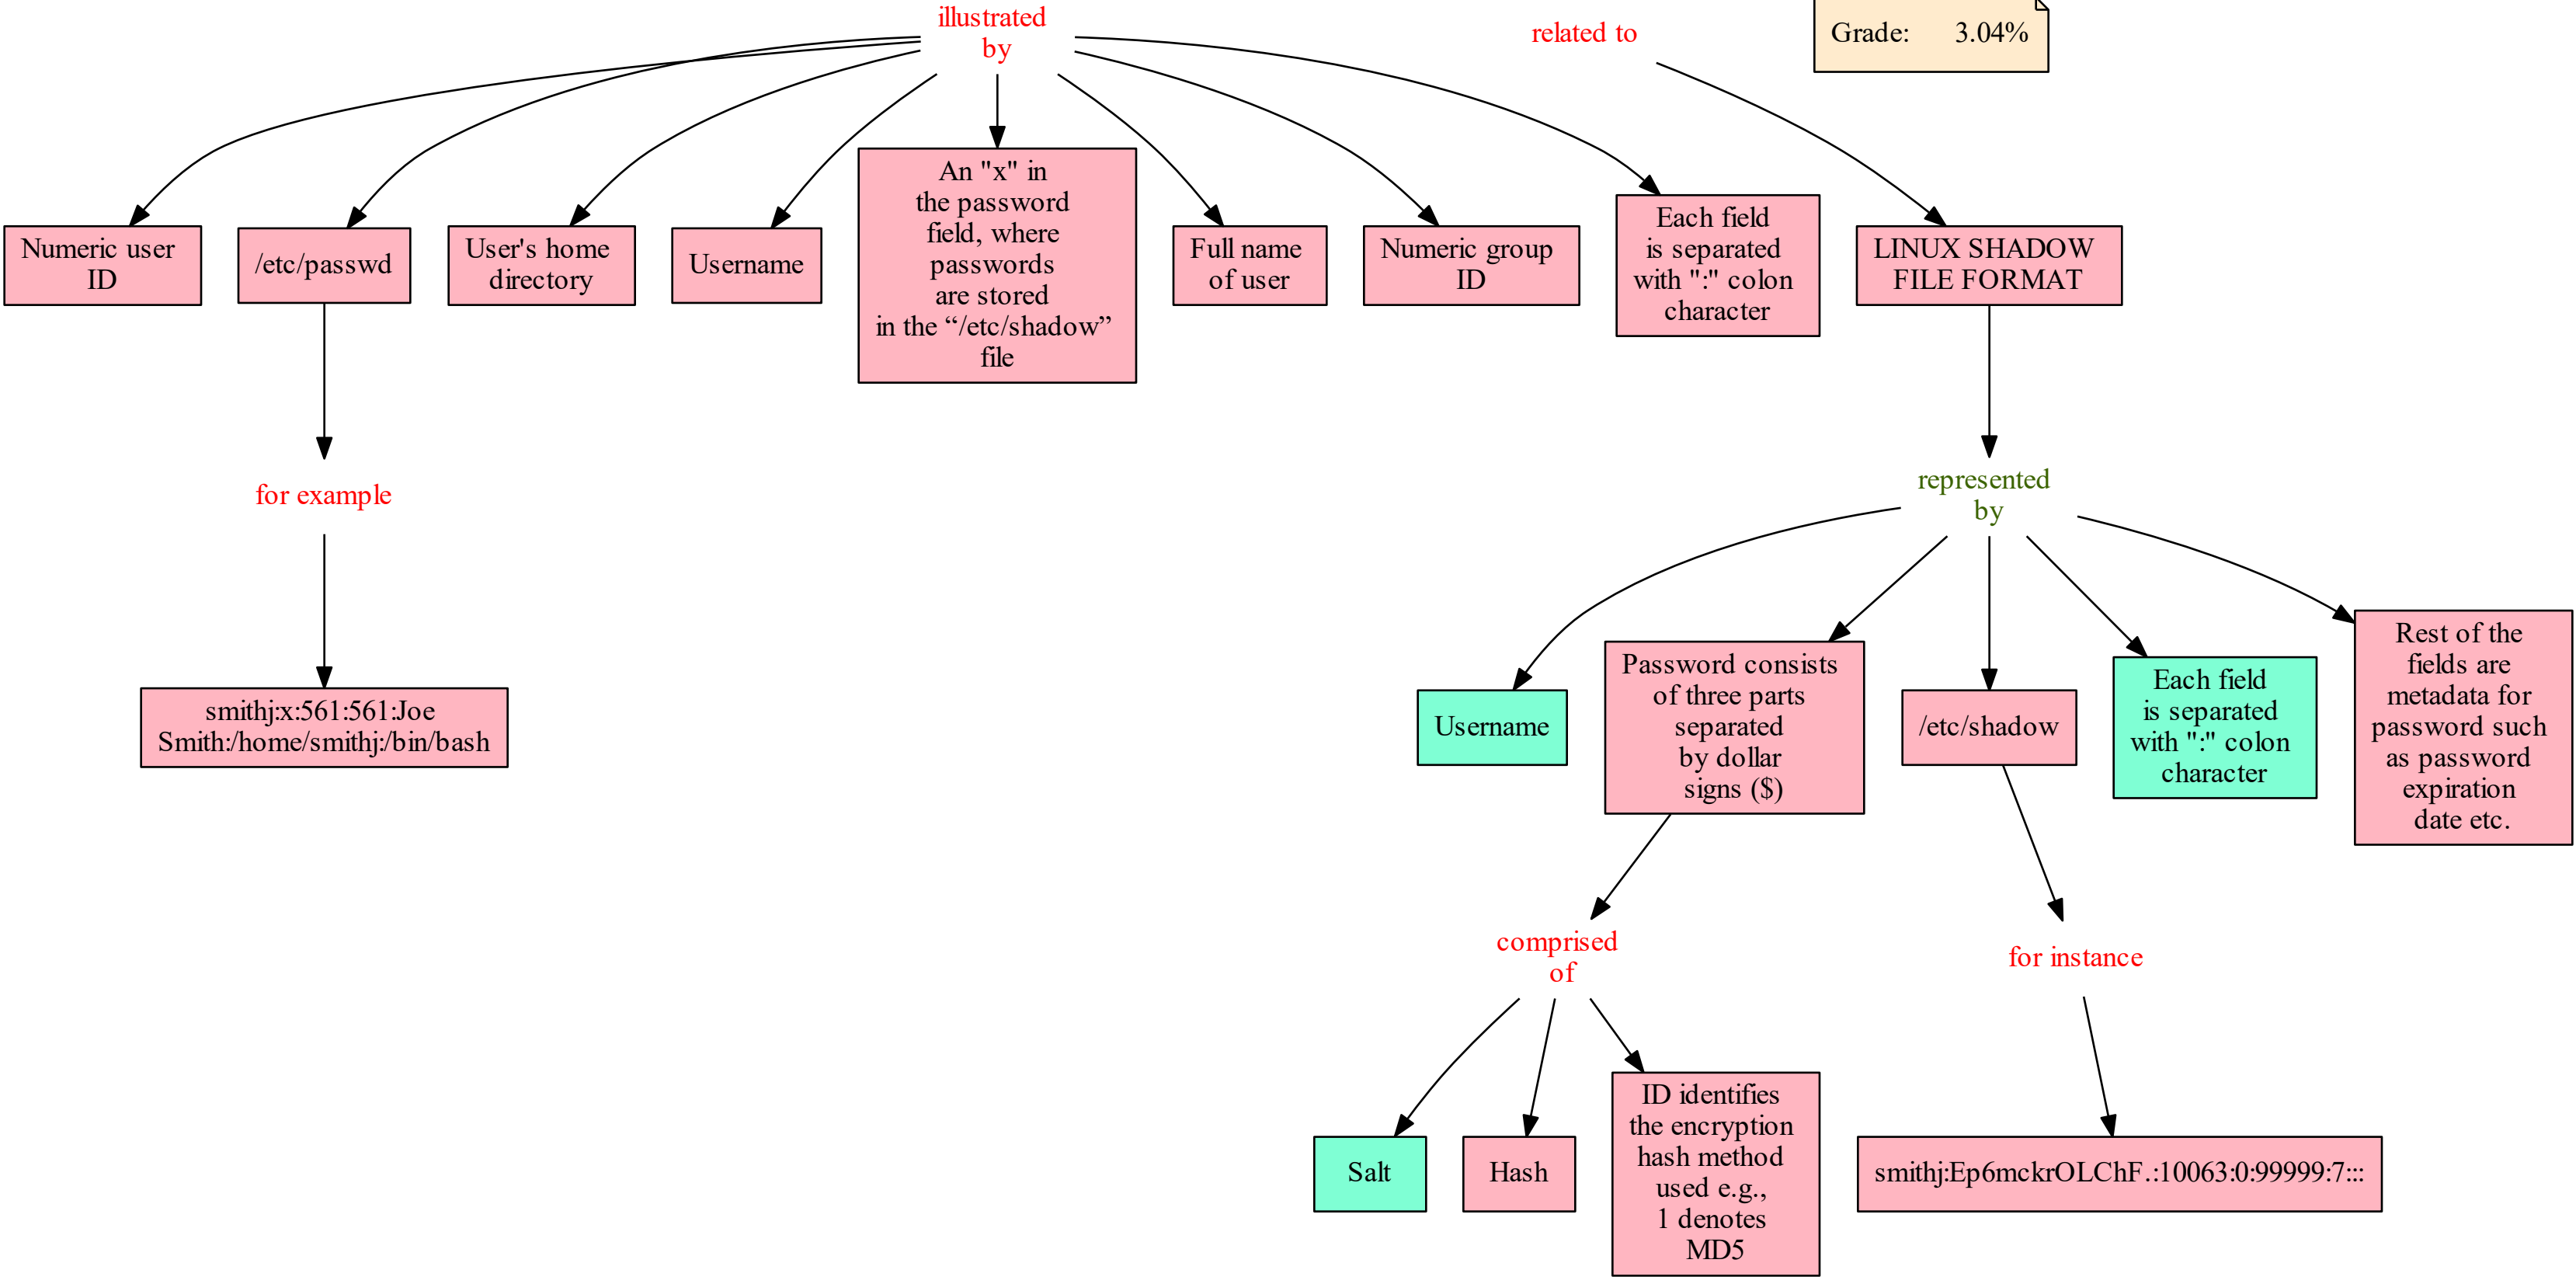 illustrated
by
related to
Grade: 3.04%
Numeric user
ID
/etc/passwd
User's home
directory
Username
An "x" in
the password
field, where
passwords
are stored
in the “/etc/shadow”
file
Full name
of user
Numeric group
ID
Each field
is separated
with ":" colon
character
LINUX SHADOW
FILE FORMAT
for example
represented
by
smithj:x:561:561:Joe
Smith:/home/smithj:/bin/bash
Username
Password consists
of three parts
separated
by dollar
signs ($)
/etc/shadow
Each field
is separated
with ":" colon
character
Rest of the
fields are
metadata for
password such
as password
expiration
date etc.
comprised
of
for instance
Salt
Hash
ID identifies
the encryption
hash method
used e.g.,
1 denotes
MD5
smithj:Ep6mckrOLChF.:10063:0:99999:7:::